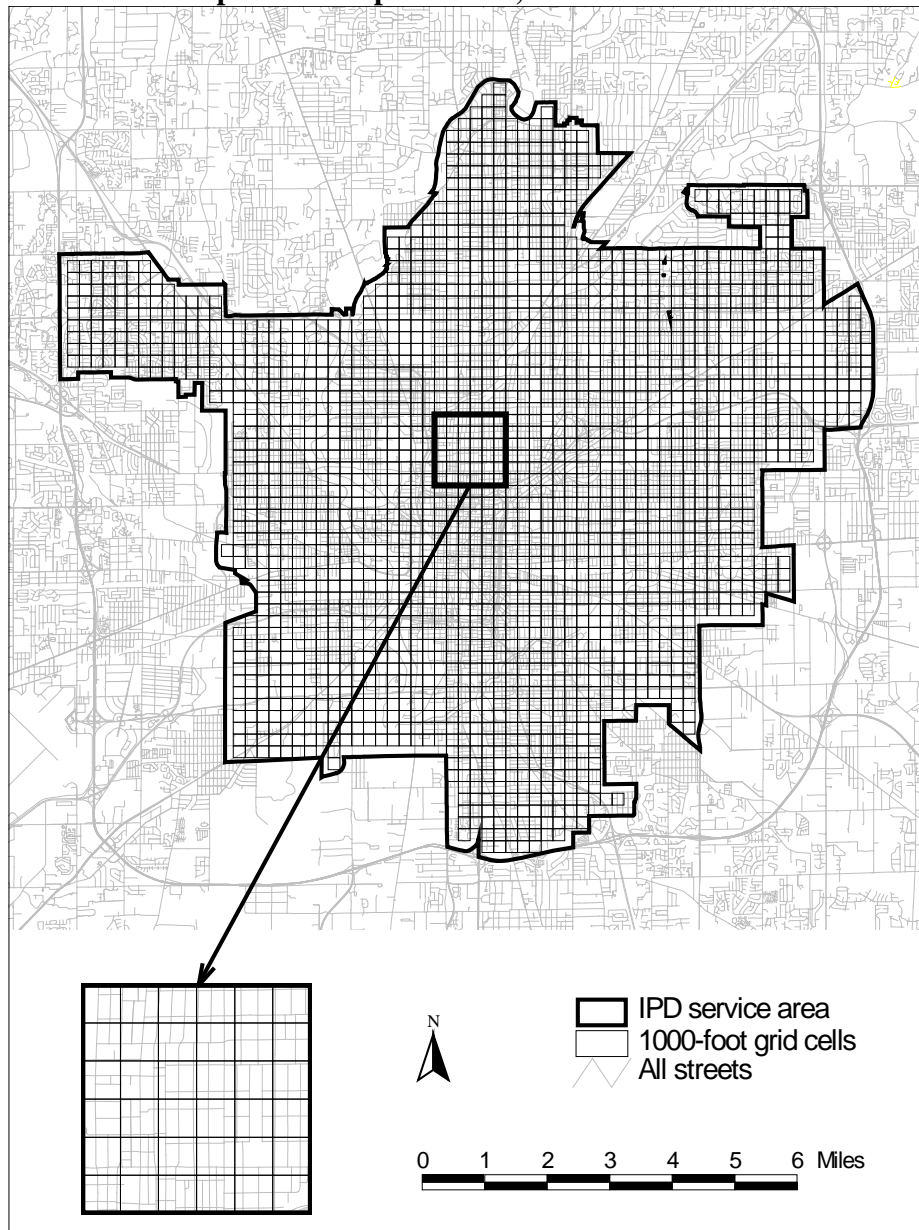 N
IPD service area
1000-foot grid cells
All streets
0 1 2 3 4 5 6 Miles